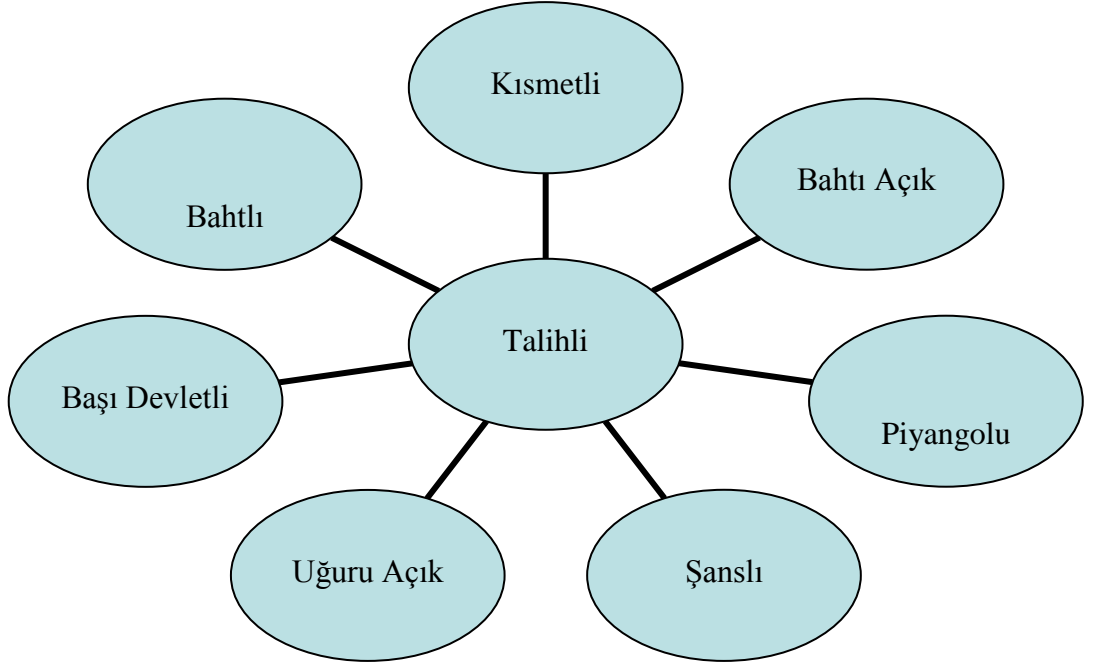 Kısmetli
Bahtı Açık
Bahtlı
Talihli
Başı Devletli
Piyangolu
Uğuru Açık
Şanslı